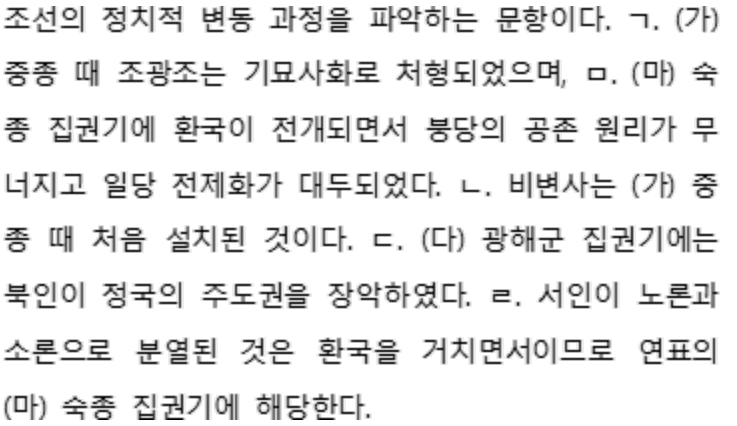 조선의 정치적 변동 과정을 파악하는 문항이다. ㄱ. (가)
중종 때 조광조는 기묘사화로 처형되었으며, ㅁ. (마) 숙
종 집권기에 환국이 전개되면서 붕당의 공존 원리가 무
너지고 일당 전제화가 대두되었다. ㄴ. 비변사는 (가) 중
종 때 처음 설치된 것이다. ㄷ. (다) 광해군 집권기에는
북인이 정국의 주도권을 장악하였다. ㄹ. 서인이 노론과
소론으로 분열된 것은 환국을 거치면서이므로 연표의
(마) 숙종 집권기에 해당한다.